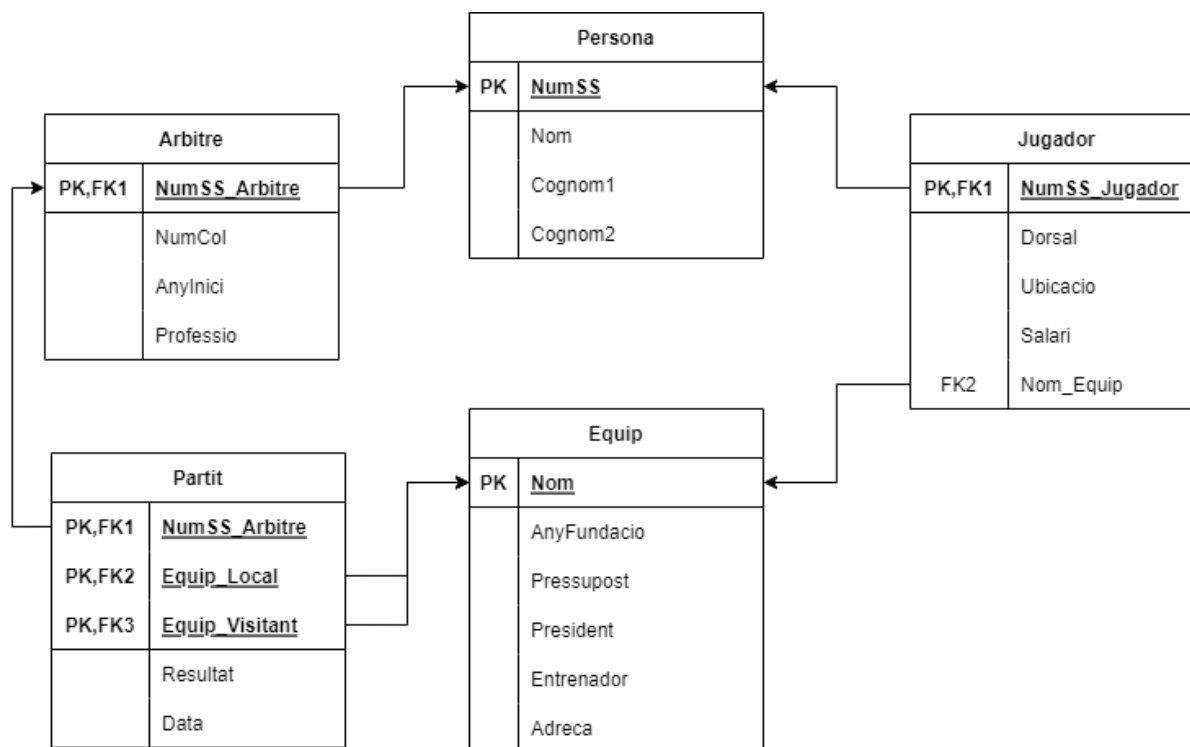 Persona
PK NumSS
Nom
Cognom1
Cognom2
Arbitre
PK,FK1 NumSS_Arbitre
NumCol
AnyInici
Professio
Jugador
PK,FK1 NumSS_Jugador
Dorsal
Ubicacio
Salari
FK2 Nom_Equip
Partit
PK,FK1 NumSS_Arbitre
PK,FK2 Equip_Local
PK,FK3 Equip_Visitant
Resultat
Data
Equip
PK Nom
AnyFundacio
Pressupost
President
Entrenador
Adreca